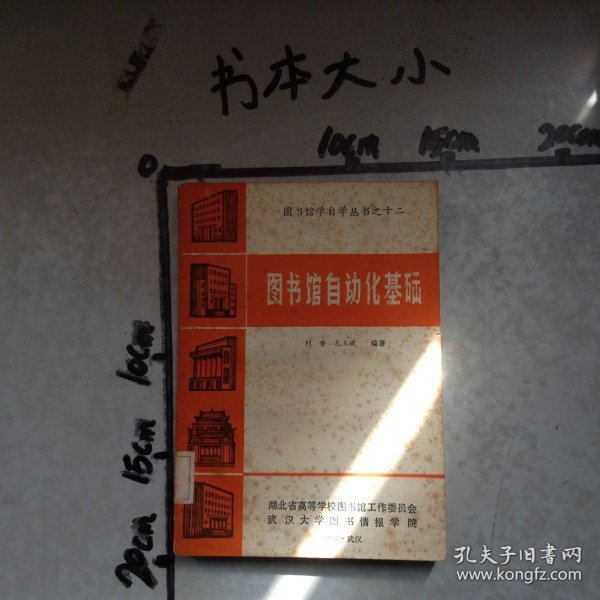 书本大小
10cm 15cm 20cm
0
10cm
15cm
20cm
图书馆学自学丛书之十二
图书馆自动化基础
刘荣 编著
湖北省高等学校图书馆工作委员会
武汉大学图书情报学院
·武汉
孔夫子旧书网
www.kongfz.com